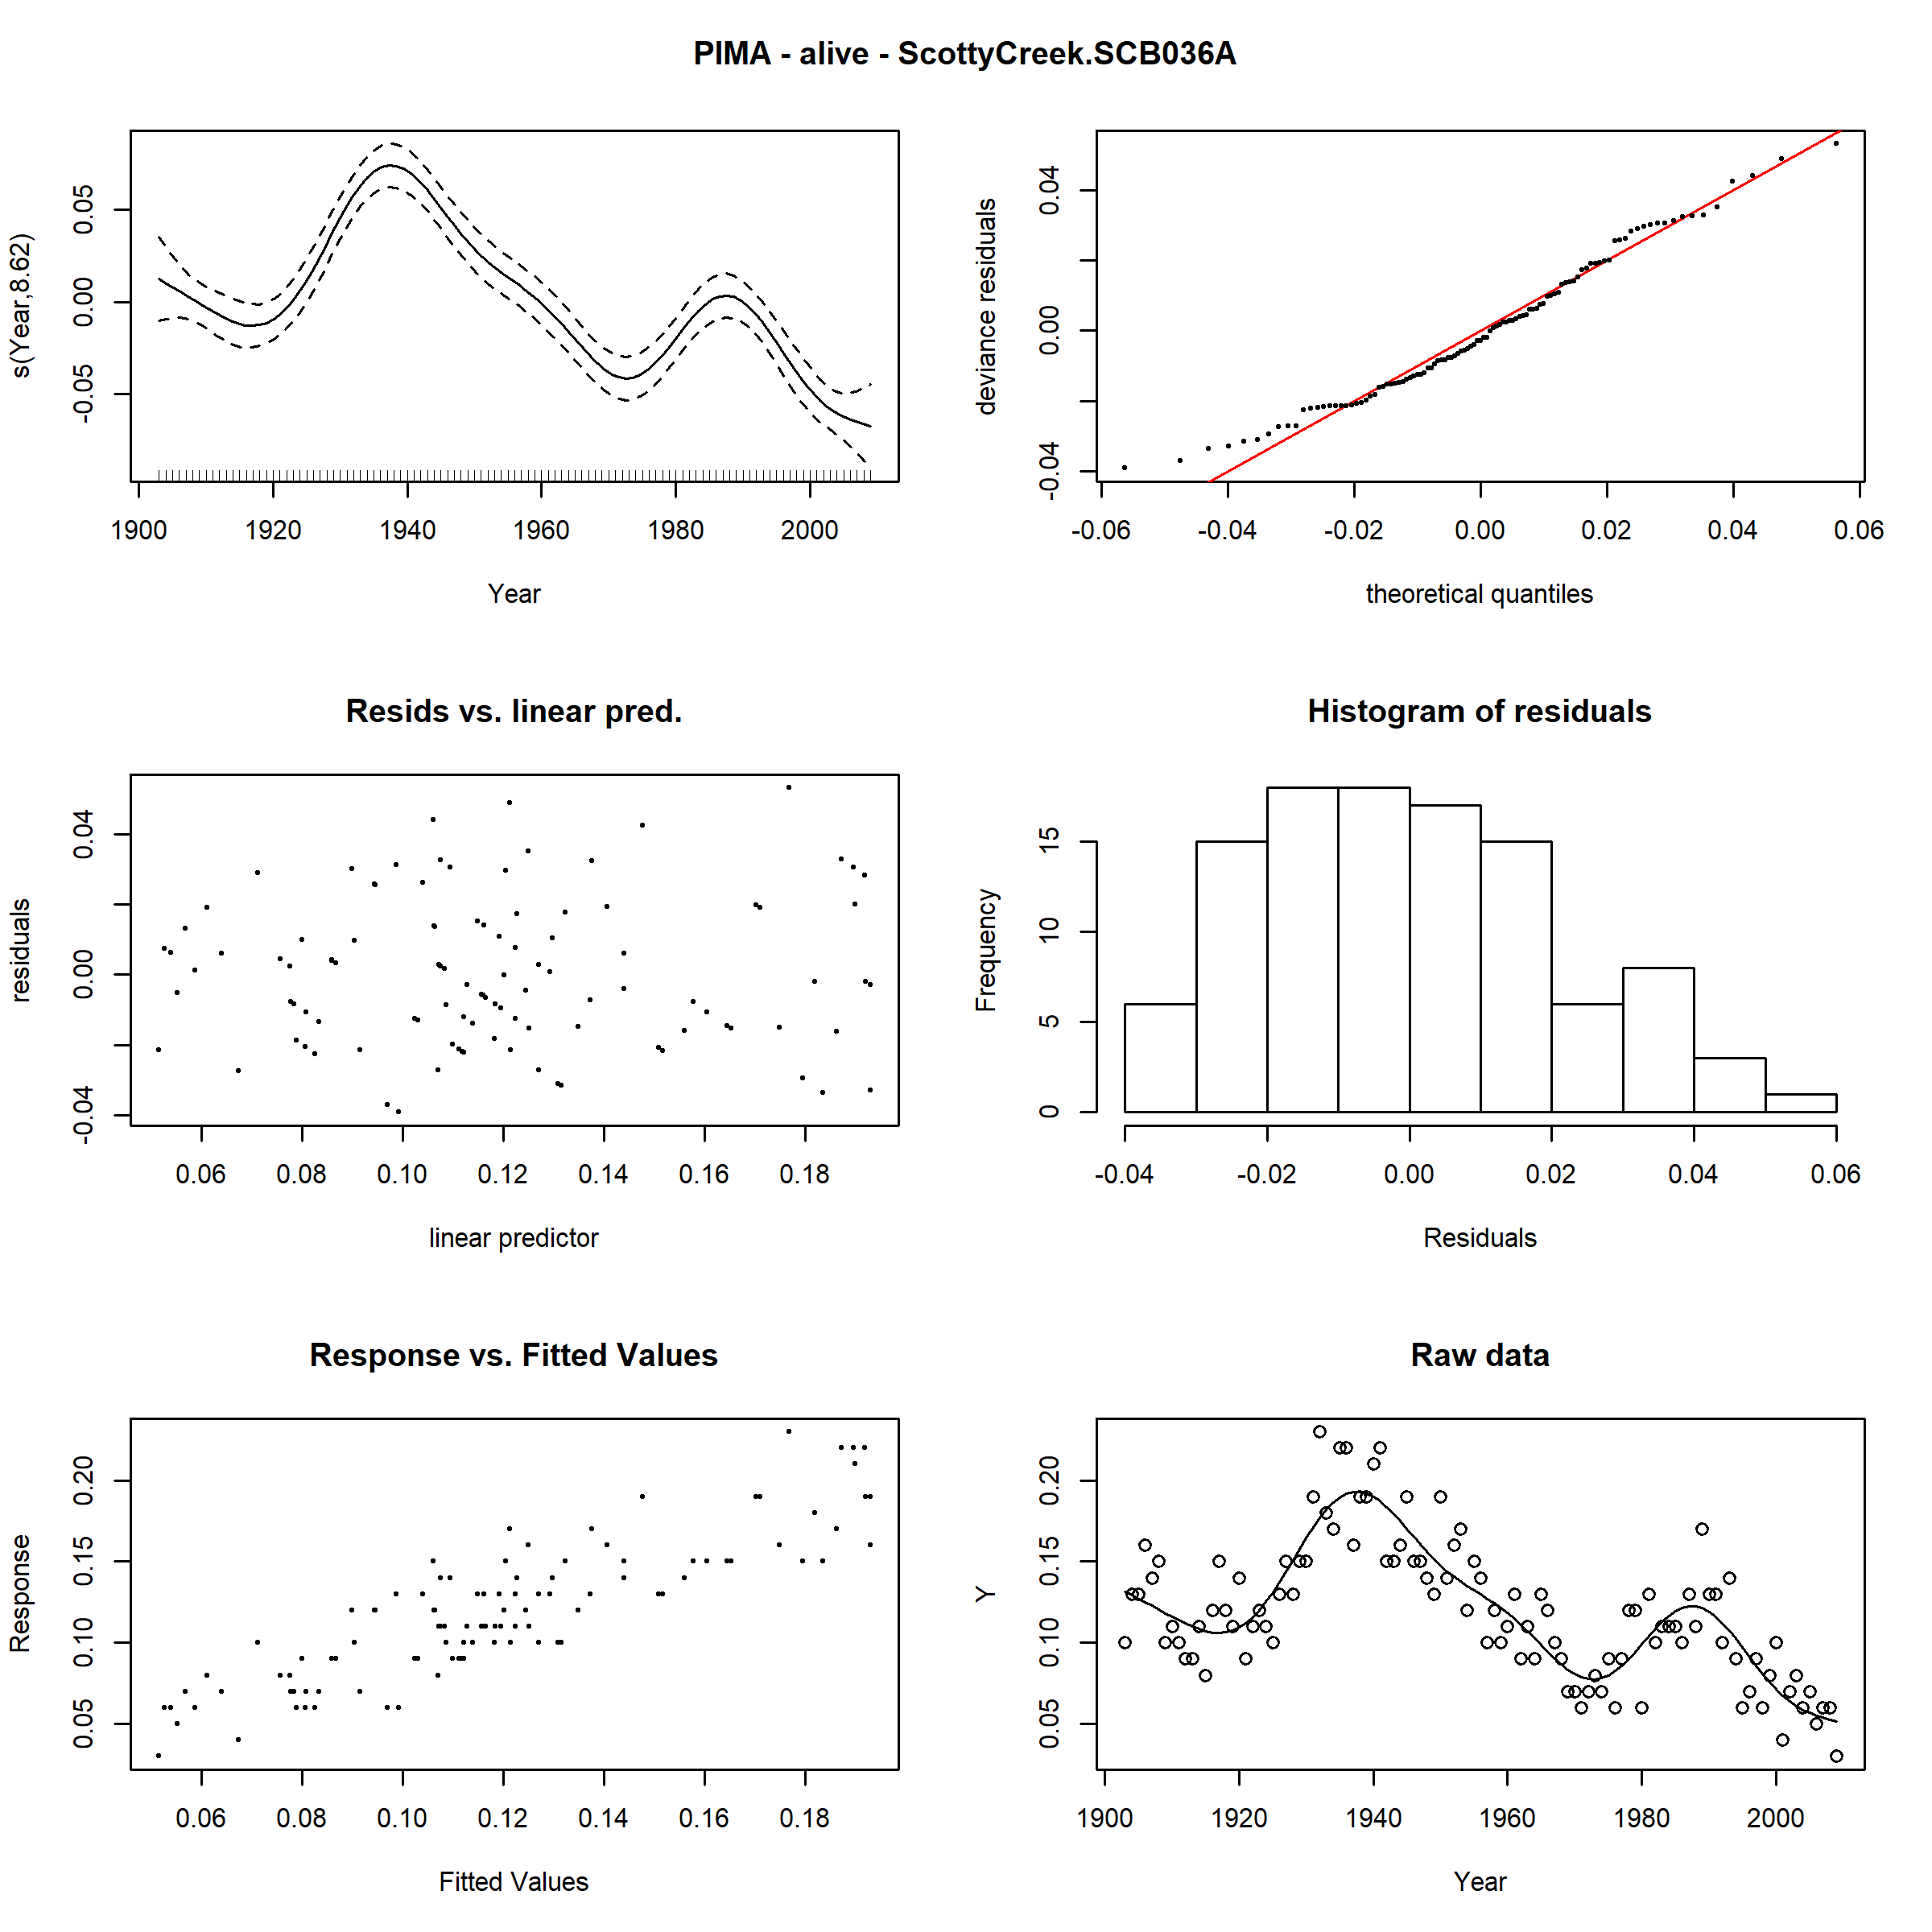 PIMA - alive - ScottyCreek.SCB036A
s(Year,8.62)
0.05
0.00
-0.05
1900 1920 1940 1960 1980 2000
Year
deviance residuals
0.04
0.00
-0.04
-0.06 -0.04 -0.02 0.00 0.02 0.04 0.06
theoretical quantiles
Resids vs. linear pred.
residuals
0.04
0.00
-0.04
0.06 0.08 0.10 0.12 0.14 0.16 0.18
linear predictor
Histogram of residuals
Frequency
15
10
5
0
-0.04 -0.02 0.00 0.02 0.04 0.06
Residuals
Response vs. Fitted Values
Response
0.20
0.15
0.10
0.05
0.06 0.08 0.10 0.12 0.14 0.16 0.18
Fitted Values
Raw data
Y
0.20
0.15
0.10
0.05
1900 1920 1940 1960 1980 2000
Year